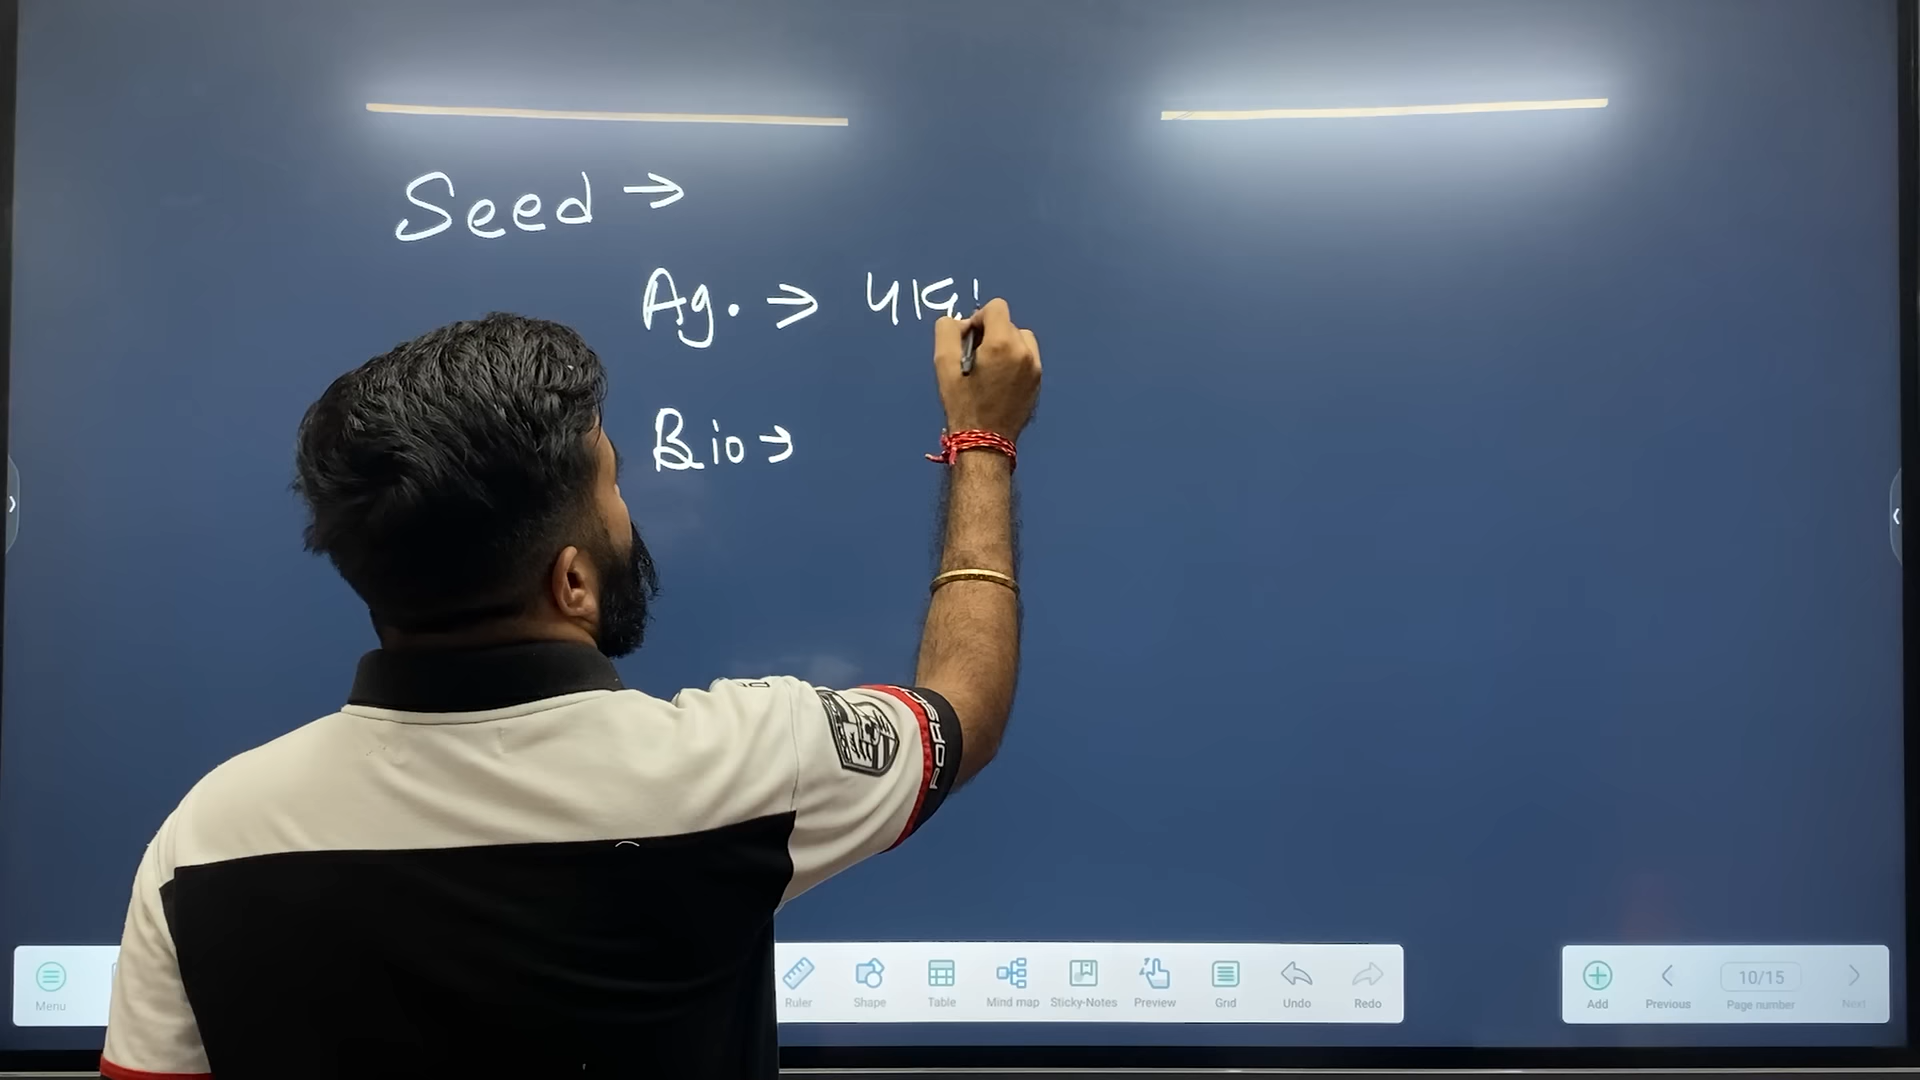 Seed →
Ag. →
Bio →
PORSCHE
Menu
Ruler
Shape
Table
Mind map
Sticky-Notes
Preview
Grid
Undo
Redo
Add
Previous
10/15
Page number
Next